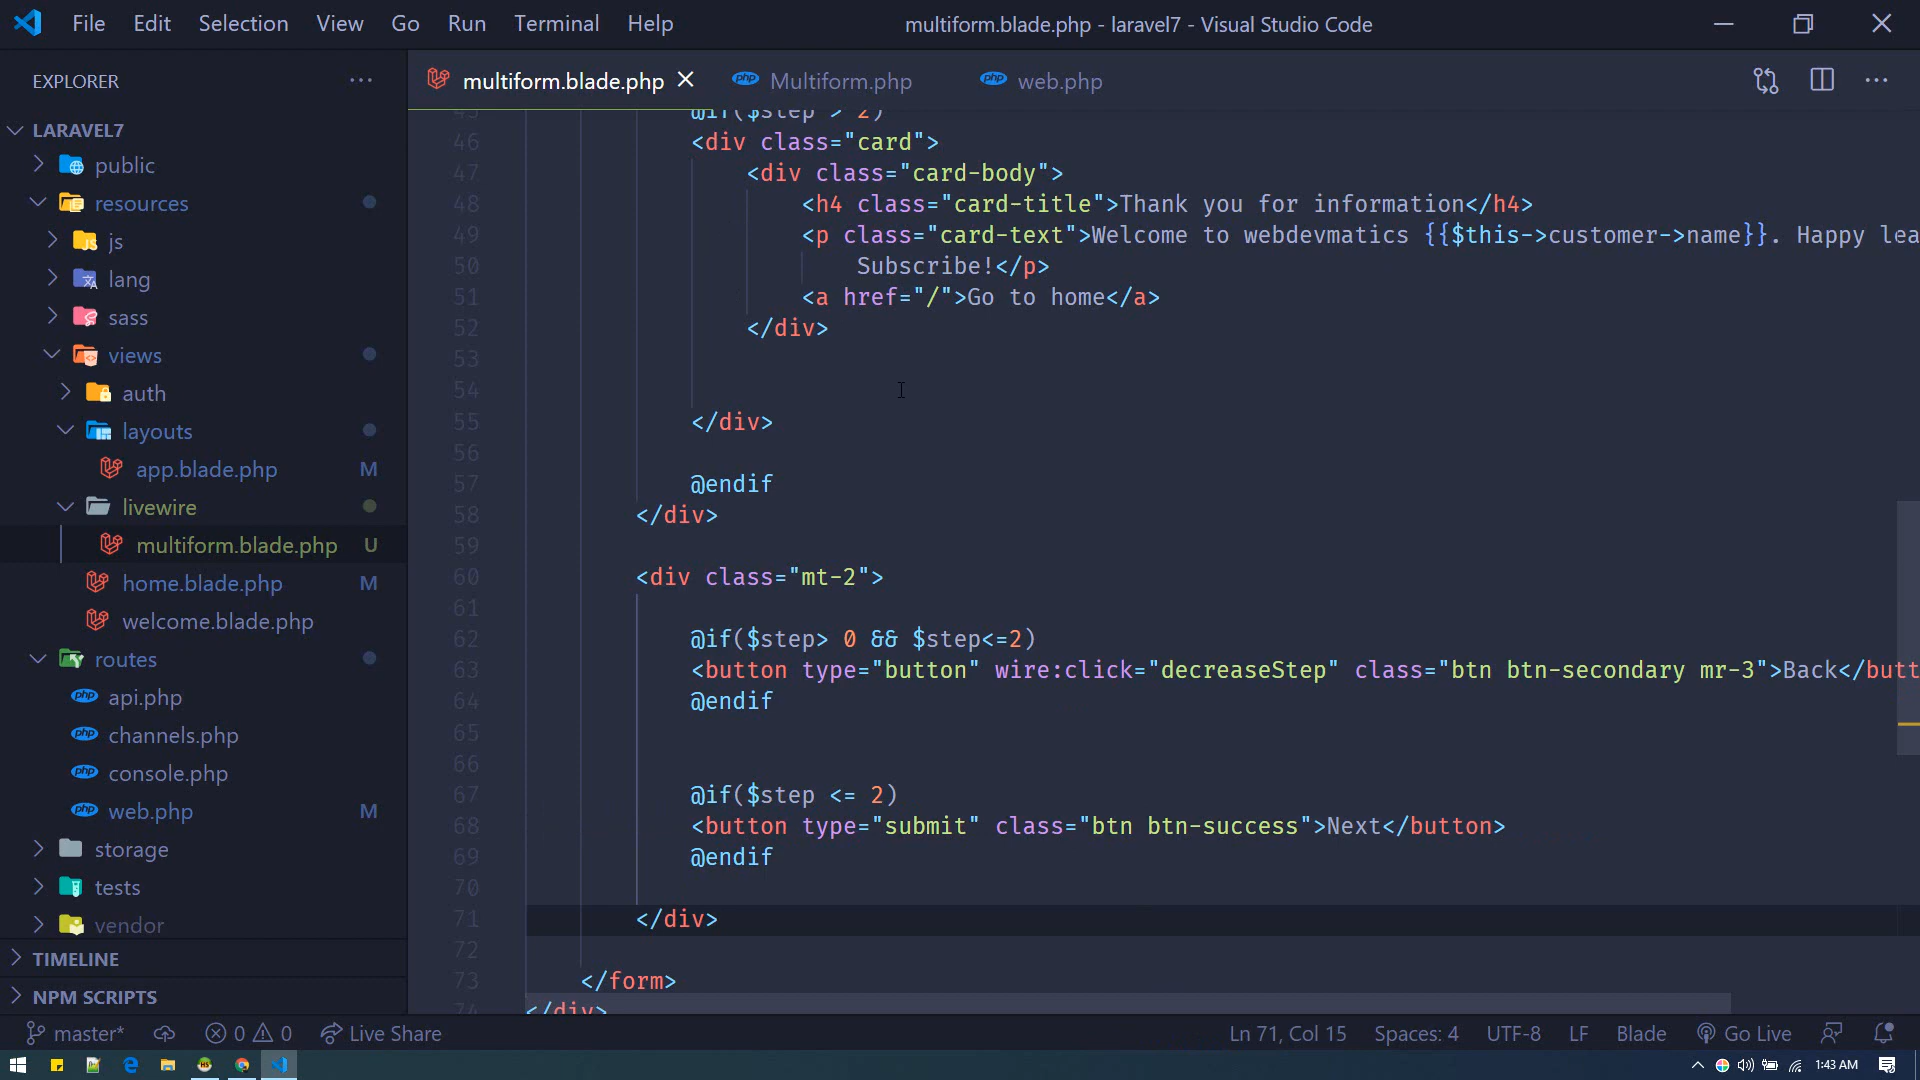 File Edit Selection View Go Run Terminal Help
multiform.blade.php - laravel7 - Visual Studio Code
EXPLORER
LARAVEL7
public
resources
js
lang
sass
views
auth
layouts
app.blade.php M
livewire
multiform.blade.php U
home.blade.php M
welcome.blade.php
routes
api.php
channels.php
console.php
web.php M
storage
tests
vendor
TIMELINE
NPM SCRIPTS
multiform.blade.php Multiform.php web.php
45 @if($step > 2)
46 <div class="card">
47 <div class="card-body">
48 <h4 class="card-title">Thank you for information</h4>
49 <p class="card-text">Welcome to webdevmatics {{$this->customer->name}}. Happy lea
50 Subscribe!</p>
51 <a href="/">Go to home</a>
52 </div>
53
54
55 </div>
56
57 @endif
58 </div>
59
60 <div class="mt-2">
61
62 @if($step> 0 && $step<=2)
63 <button type="button" wire:click="decreaseStep" class="btn btn-secondary mr-3">Back</butt
64 @endif
65
66
67 @if($step <= 2)
68 <button type="submit" class="btn btn-success">Next</button>
69 @endif
70
71 </div>
72
73 </form>
74 </div>
master* 0 0 Live Share
Ln 71, Col 15 Spaces: 4 UTF-8 LF Blade Go Live
1:43 AM